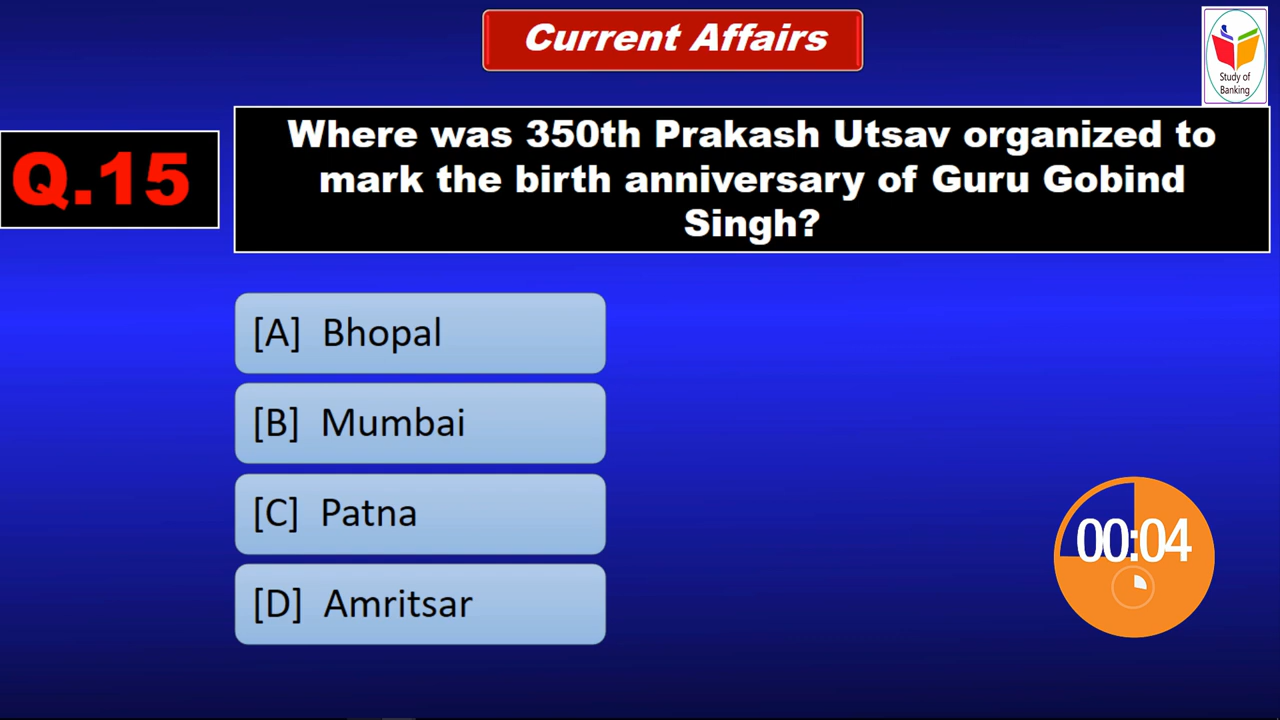 Current Affairs
Study of
Banking
Q.15
Where was 350th Prakash Utsav organized to
mark the birth anniversary of Guru Gobind
Singh?
[A] Bhopal
[B] Mumbai
[C] Patna
[D] Amritsar
00:04